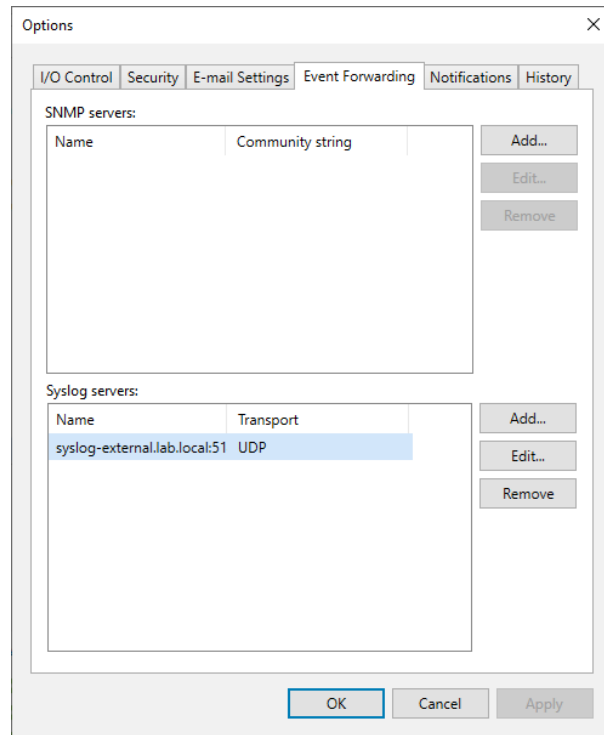 Options
I/O Control Security E-mail Settings Event Forwarding Notifications History
SNMP servers:
Name Community string
Add...
Edit...
Remove
Syslog servers:
Name Transport
syslog-external.lab.local:51 UDP
Add...
Edit...
Remove
OK Cancel Apply